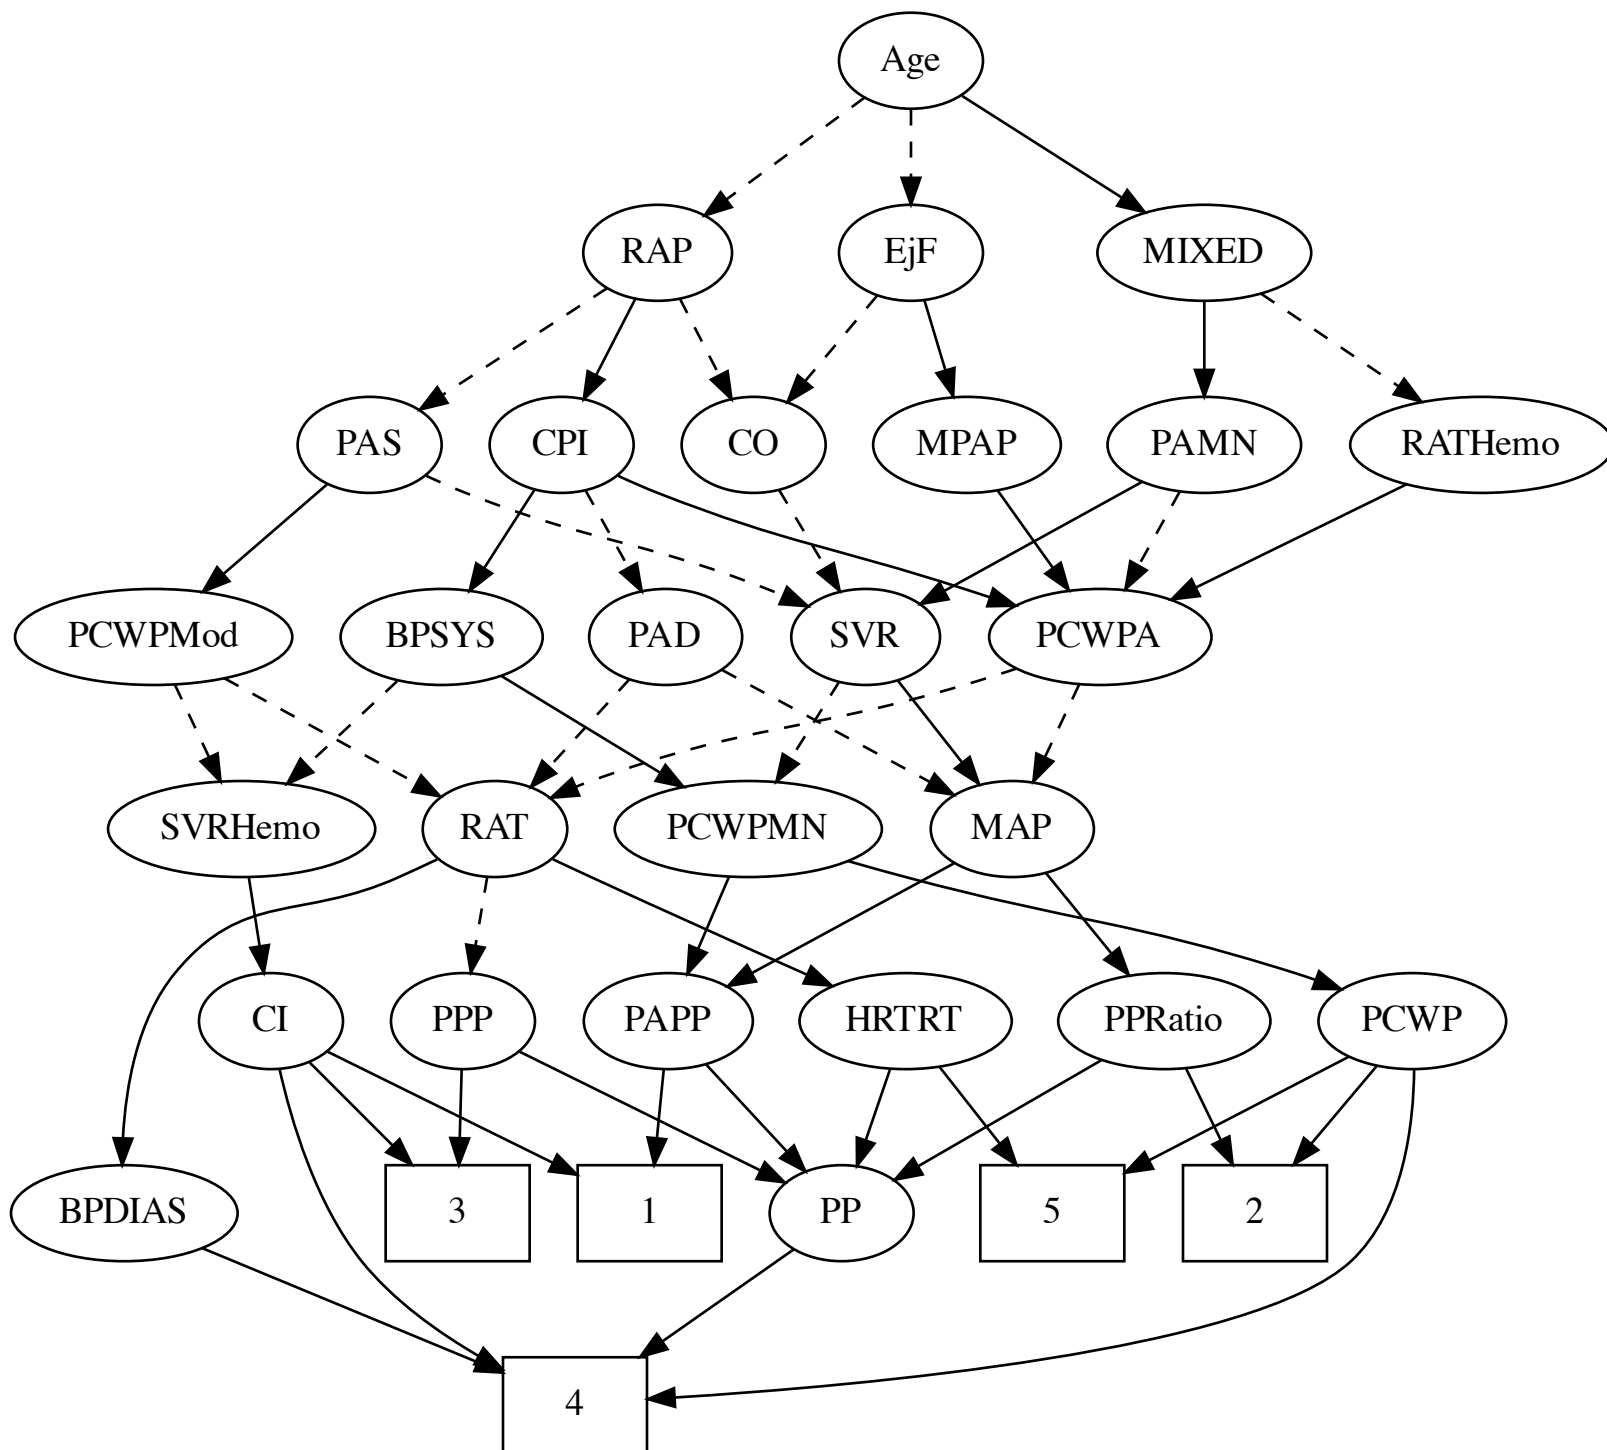 Age
RAP
EjF
MIXED
PAS
CPI
CO
MPAP
PAMN
RATHemo
PCWPMod
BPSYS
PAD
SVR
PCWPA
SVRHemo
RAT
PCWPMN
MAP
CI
PPP
PAPP
HRTRT
PPRatio
PCWP
BPDIAS
3
1
PP
5
2
4